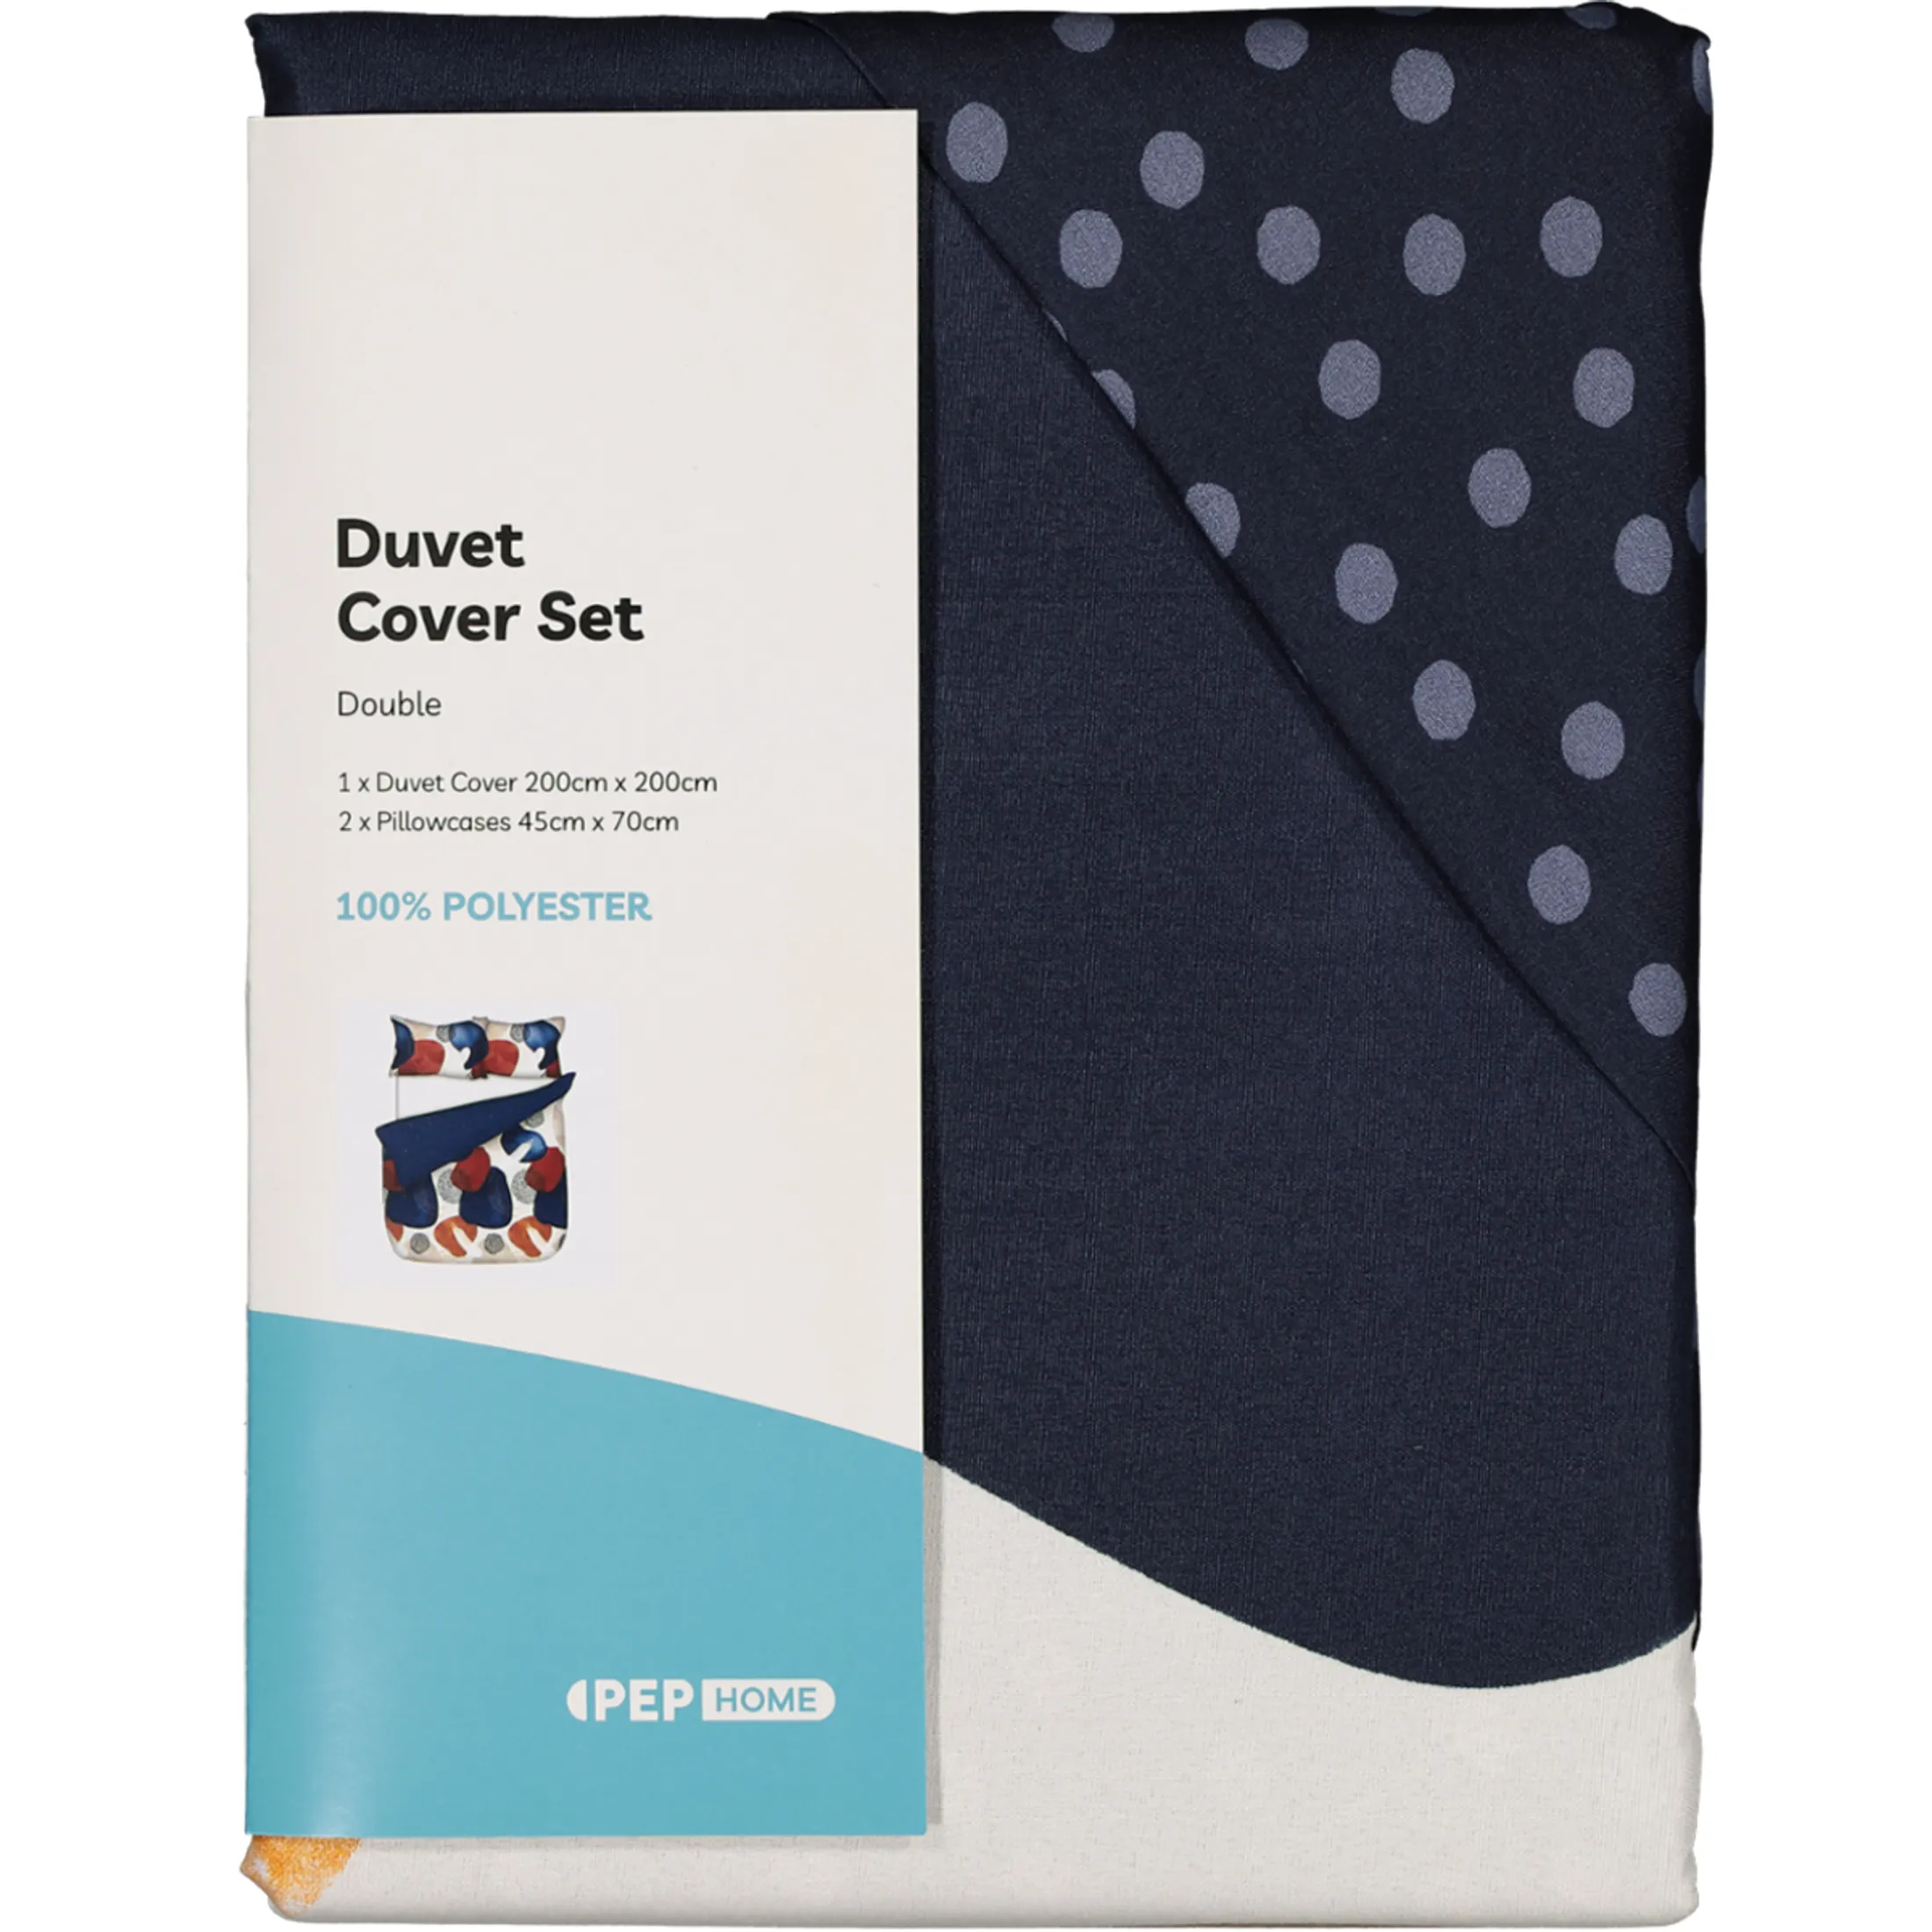 Duvet
Cover Set
Double
1 x Duvet Cover 200cm x 200cm
2 x Pillowcases 45cm x 70cm
100% POLYESTER
PEP HOME